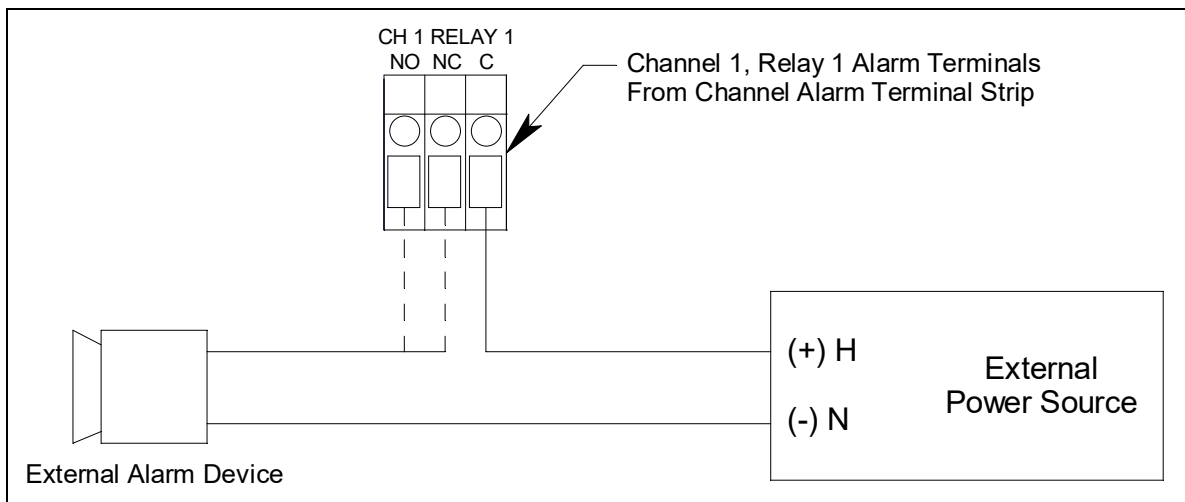 CH 1 RELAY 1
NO NC C
Channel 1, Relay 1 Alarm Terminals
From Channel Alarm Terminal Strip
(+) H
(-) N
External
Power Source
External Alarm Device